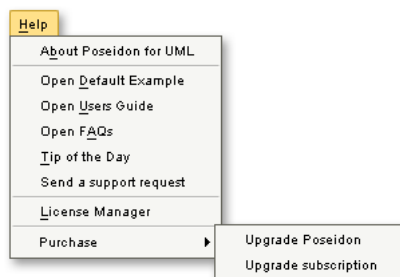 Help
About Poseidon for UML
Open Default Example
Open Users Guide
Open FAQs
Tip of the Day
Send a support request
License Manager
Purchase
Upgrade Poseidon
Upgrade subscription